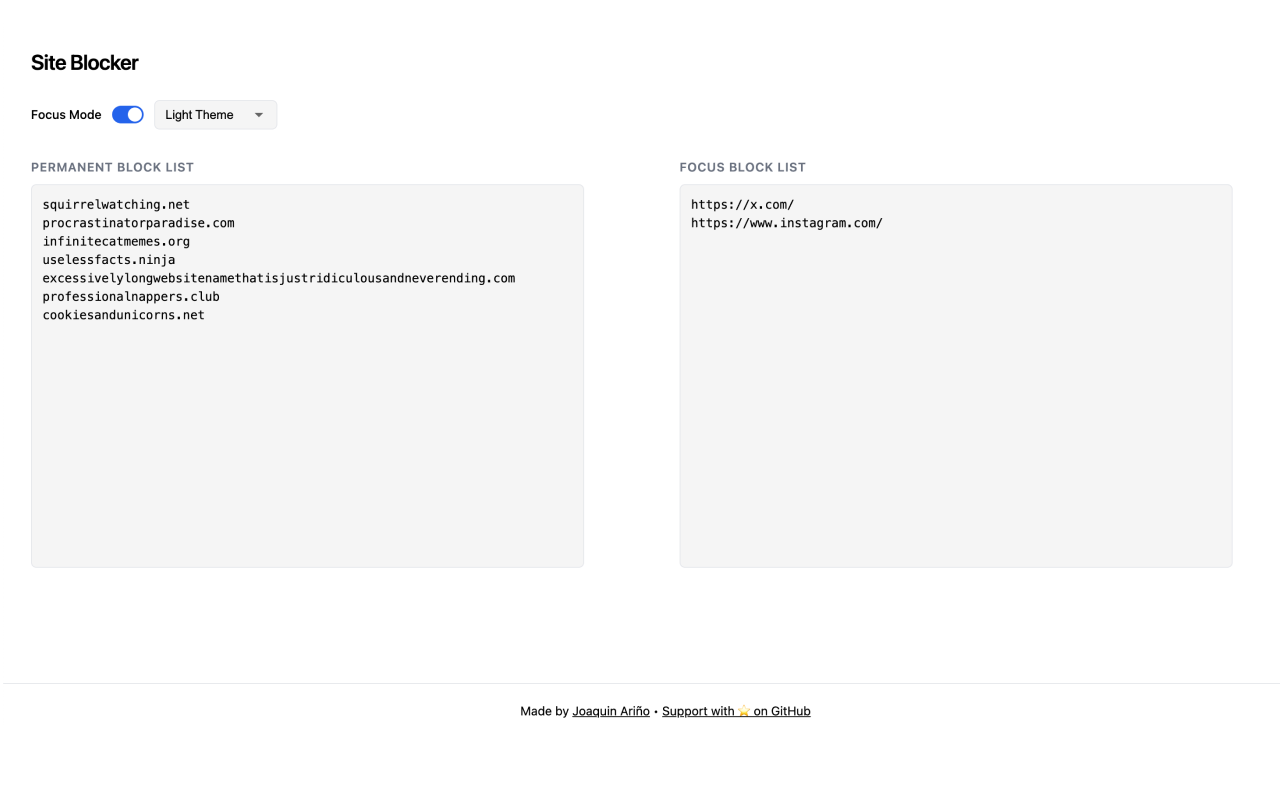 Site Blocker
Focus Mode
Light Theme
PERMANENT BLOCK LIST
squirrelwatching.net
procrastinatorparadise.com
infinitecatmemes.org
uselessfacts.ninja
excessivelylongwebsitenamethatisjustridiculousandneverending.com
professionalnappers.club
cookiesandunicorns.net
FOCUS BLOCK LIST
https://x.com/
https://www.instagram.com/
Made by Joaquin Ariño • Support with ⭐ on GitHub